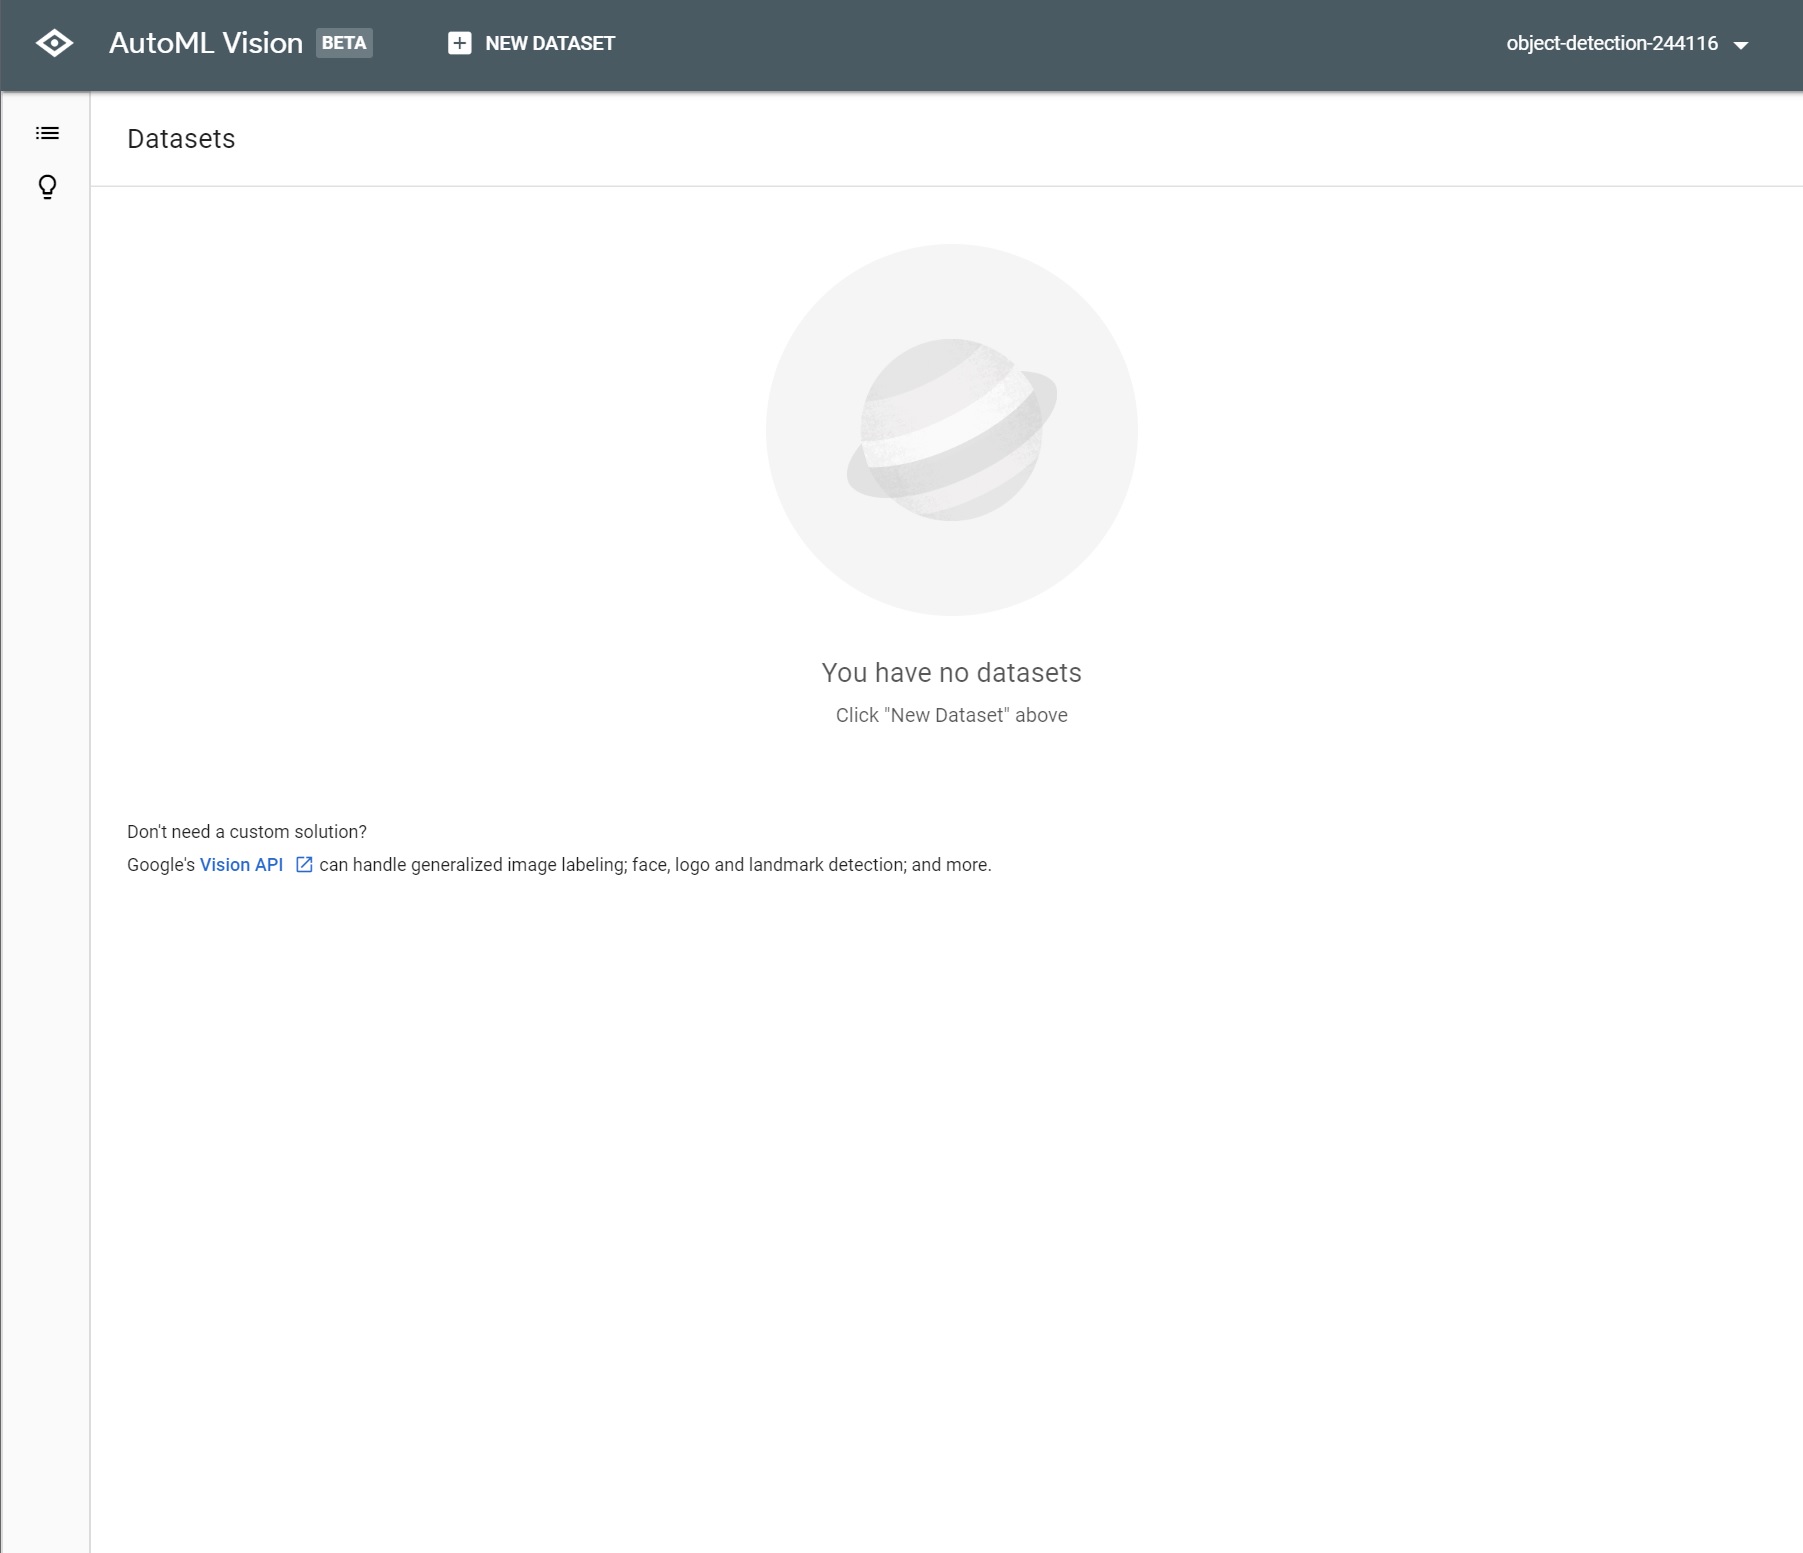 AutoML Vision BETA NEW DATASET object-detection-244116
Datasets
You have no datasets
Click "New Dataset" above
Don't need a custom solution?
Google's Vision API can handle generalized image labeling; face, logo and landmark detection; and more.